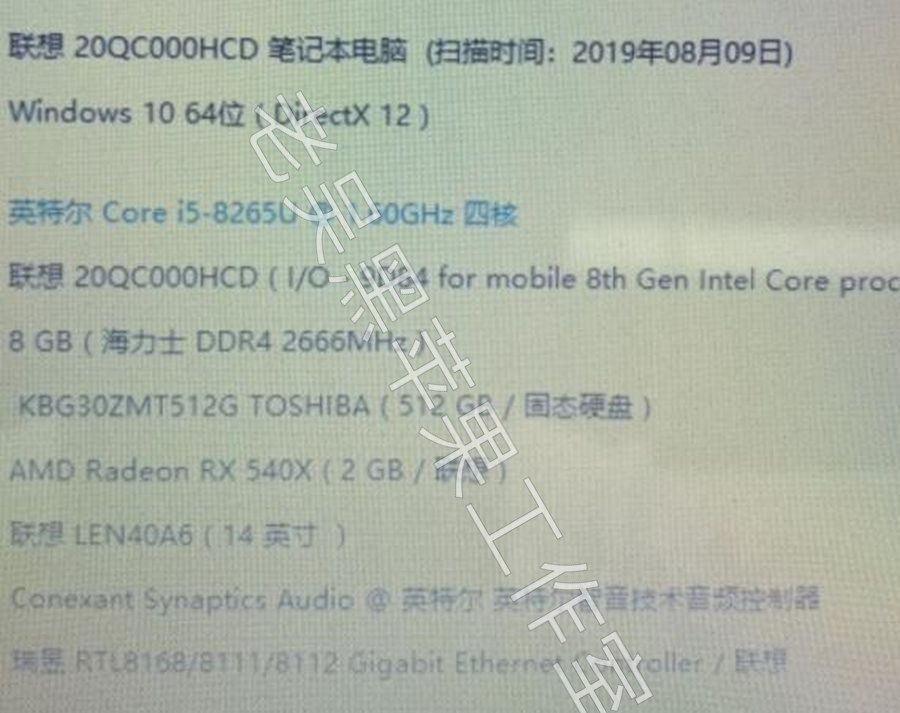 联想 20QC000HCD 笔记本电脑 (扫描时间：2019年08月09日)
Windows 10 64位 ( DirectX 12 )
英特尔 Core i5-8265U @ 1.60GHz 四核
联想 20QC000HCD ( I/O - 9D84 for mobile 8th Gen Intel Core proc
8 GB ( 海力士 DDR4 2666MHz )
KBG30ZMT512G TOSHIBA ( 512 GB / 固态硬盘 )
AMD Radeon RX 540X ( 2 GB / 联想 )
联想 LEN40A6 ( 14 英寸 )
Conexant Synaptics Audio @ 英特尔 英特尔 智音技术音频控制器
瑞昱 RTL8168/8111/8112 Gigabit Ethernet Controller / 联想
老吴黑苹果工作室